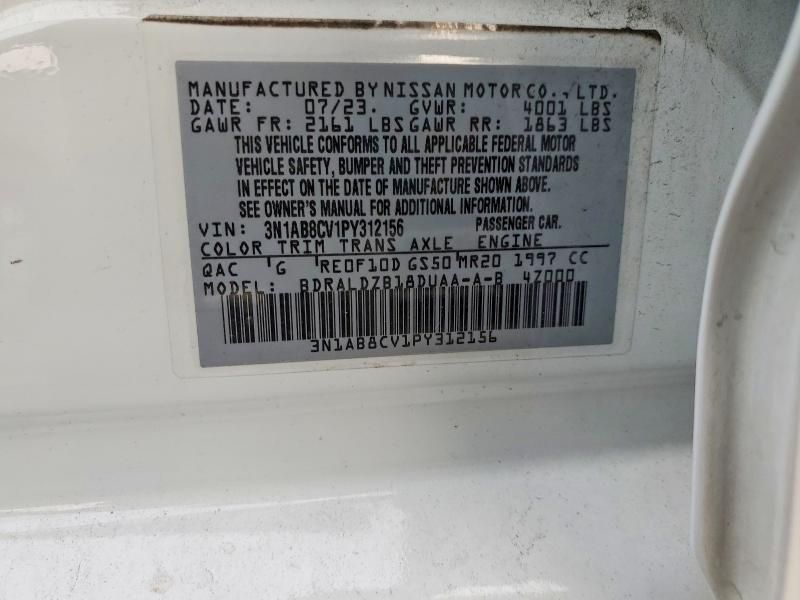 MANUFACTURED BY NISSAN MOTOR CO., LTD.
DATE: 07/23. GVWR: 4001 LBS
GAWR FR: 2161 LBS GAWR RR: 1863 LBS
THIS VEHICLE CONFORMS TO ALL APPLICABLE FEDERAL MOTOR
VEHICLE SAFETY, BUMPER AND THEFT PREVENTION STANDARDS
IN EFFECT ON THE DATE OF MANUFACTURE SHOWN ABOVE.
SEE OWNER'S MANUAL FOR ADDITIONAL INFORMATION.
VIN: 3N1AB8CV1PY312156 PASSENGER CAR.
COLOR TRIM TRANS AXLE ENGINE
QAC 'G RE0F10D GS50 MR20 1997 CC
MODEL: BDRALDZB18DUAA-A-B 4Z000
3N1AB8CV1PY312156